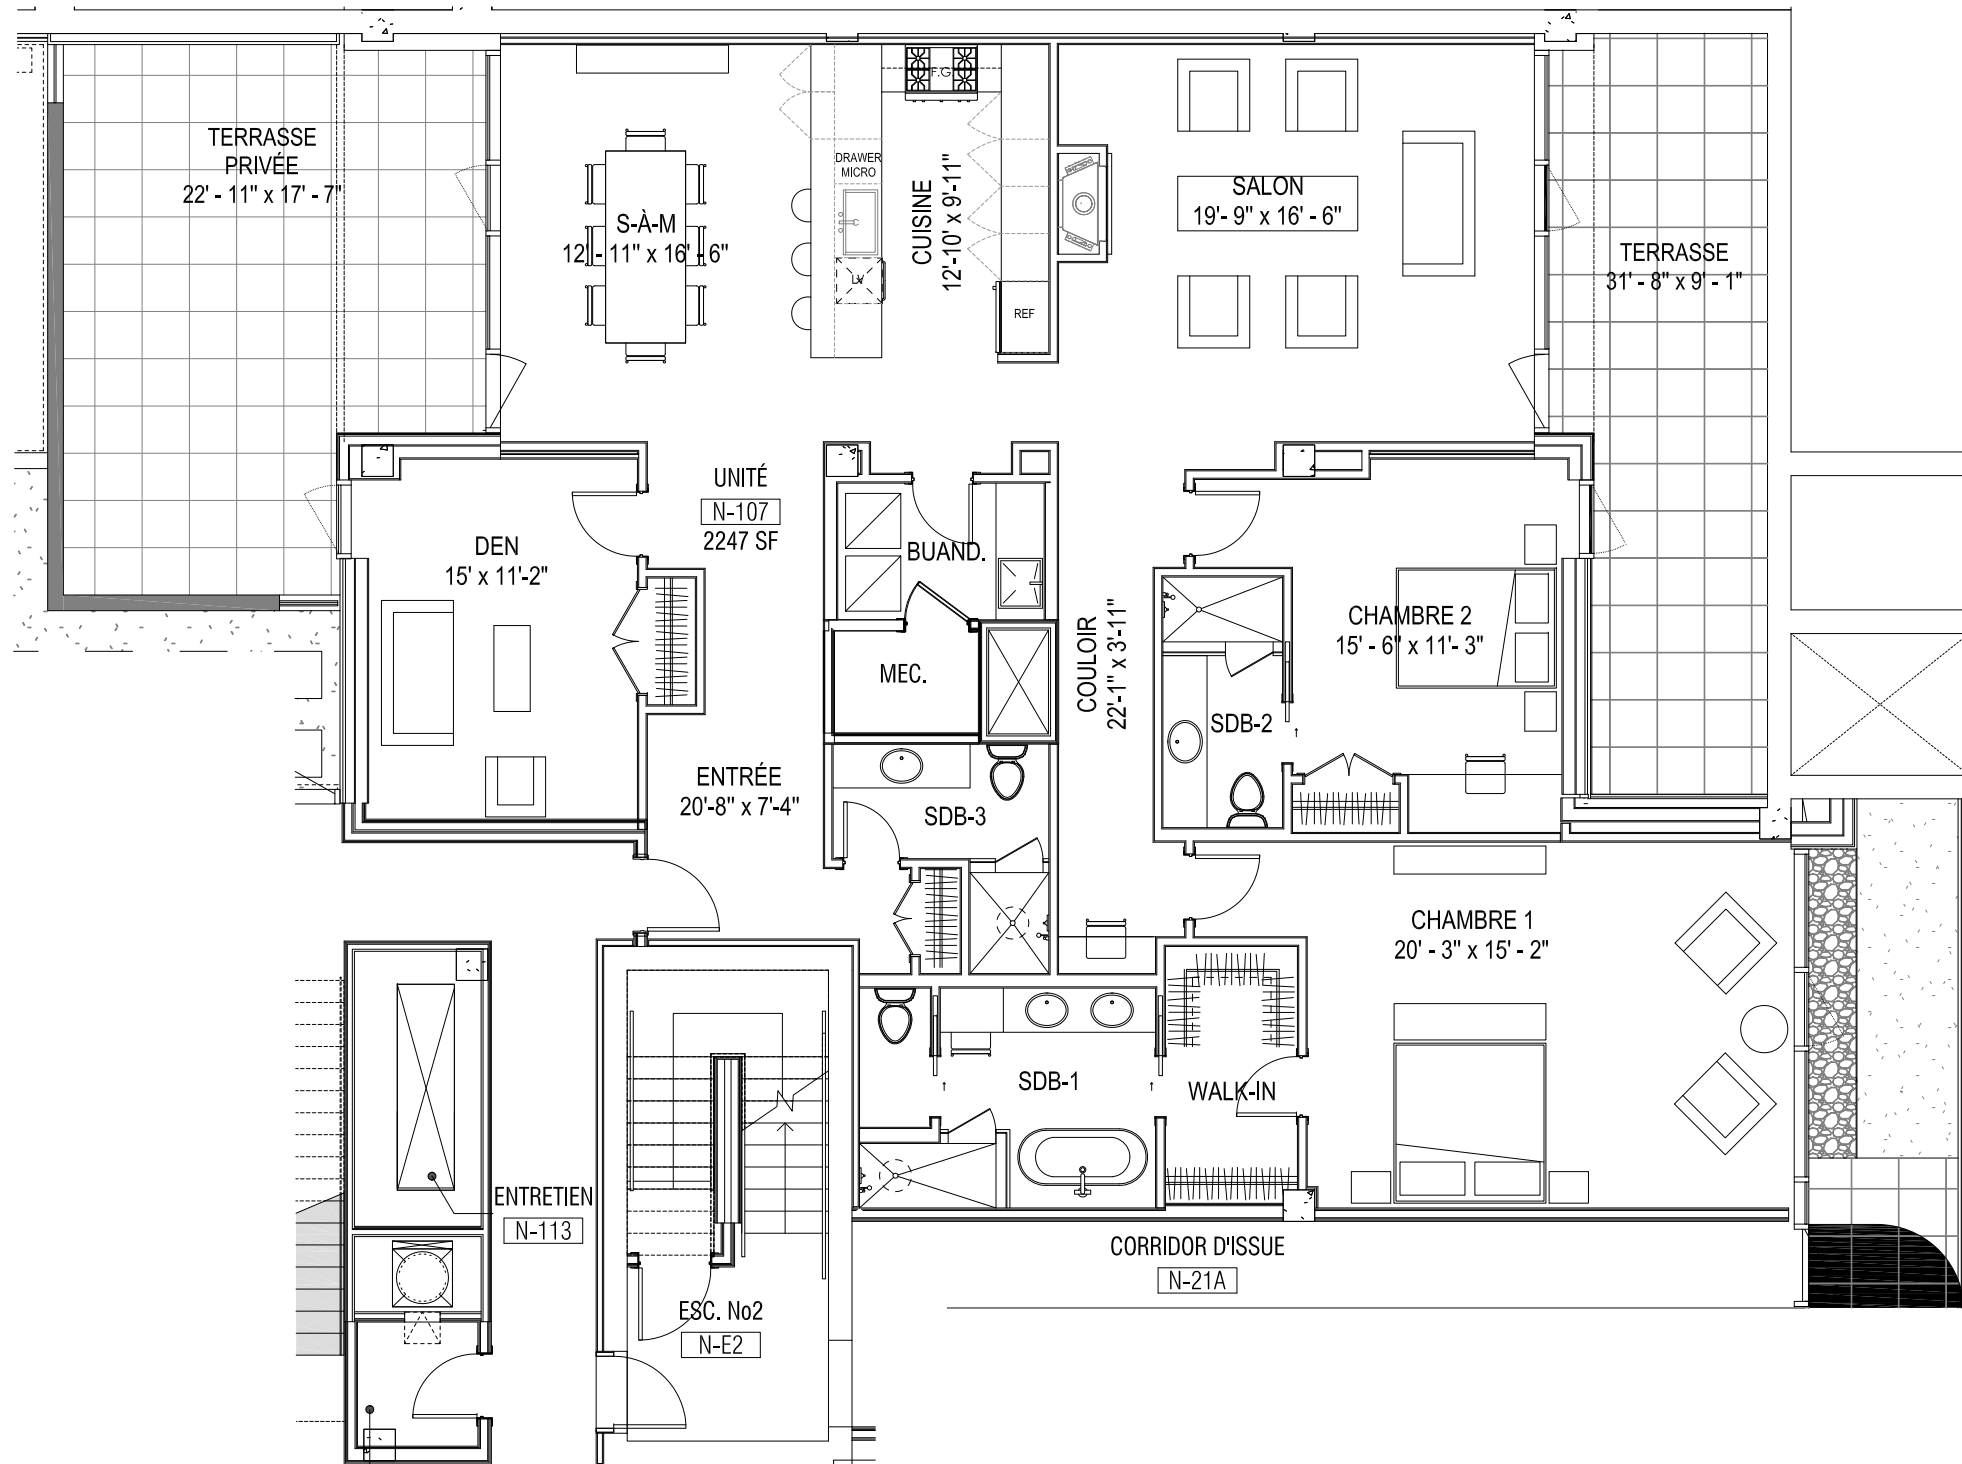 TERRASSE
PRIVÉE
22' - 11" x 17' - 7"
S-À-M
12' - 11" x 16' - 6"
DRAWER
MICRO
LV
F.G.
CUISINE
12'-10' x 9'-11"
REF
SALON
19'- 9" x 16' - 6"
TERRASSE
31' - 8" x 9' - 1"
UNITÉ
N-107
2247 SF
DEN
15' x 11'-2"
BUAND.
MEC.
COULOIR
22'-1" x 3'-11"
CHAMBRE 2
15' - 6" x 11'- 3"
SDB-2
ENTRÉE
20'-8" x 7'-4"
SDB-3
CHAMBRE 1
20' - 3" x 15' - 2"
SDB-1
WALK-IN
ENTRETIEN
N-113
CORRIDOR D'ISSUE
N-21A
ESC. No2
N-E2